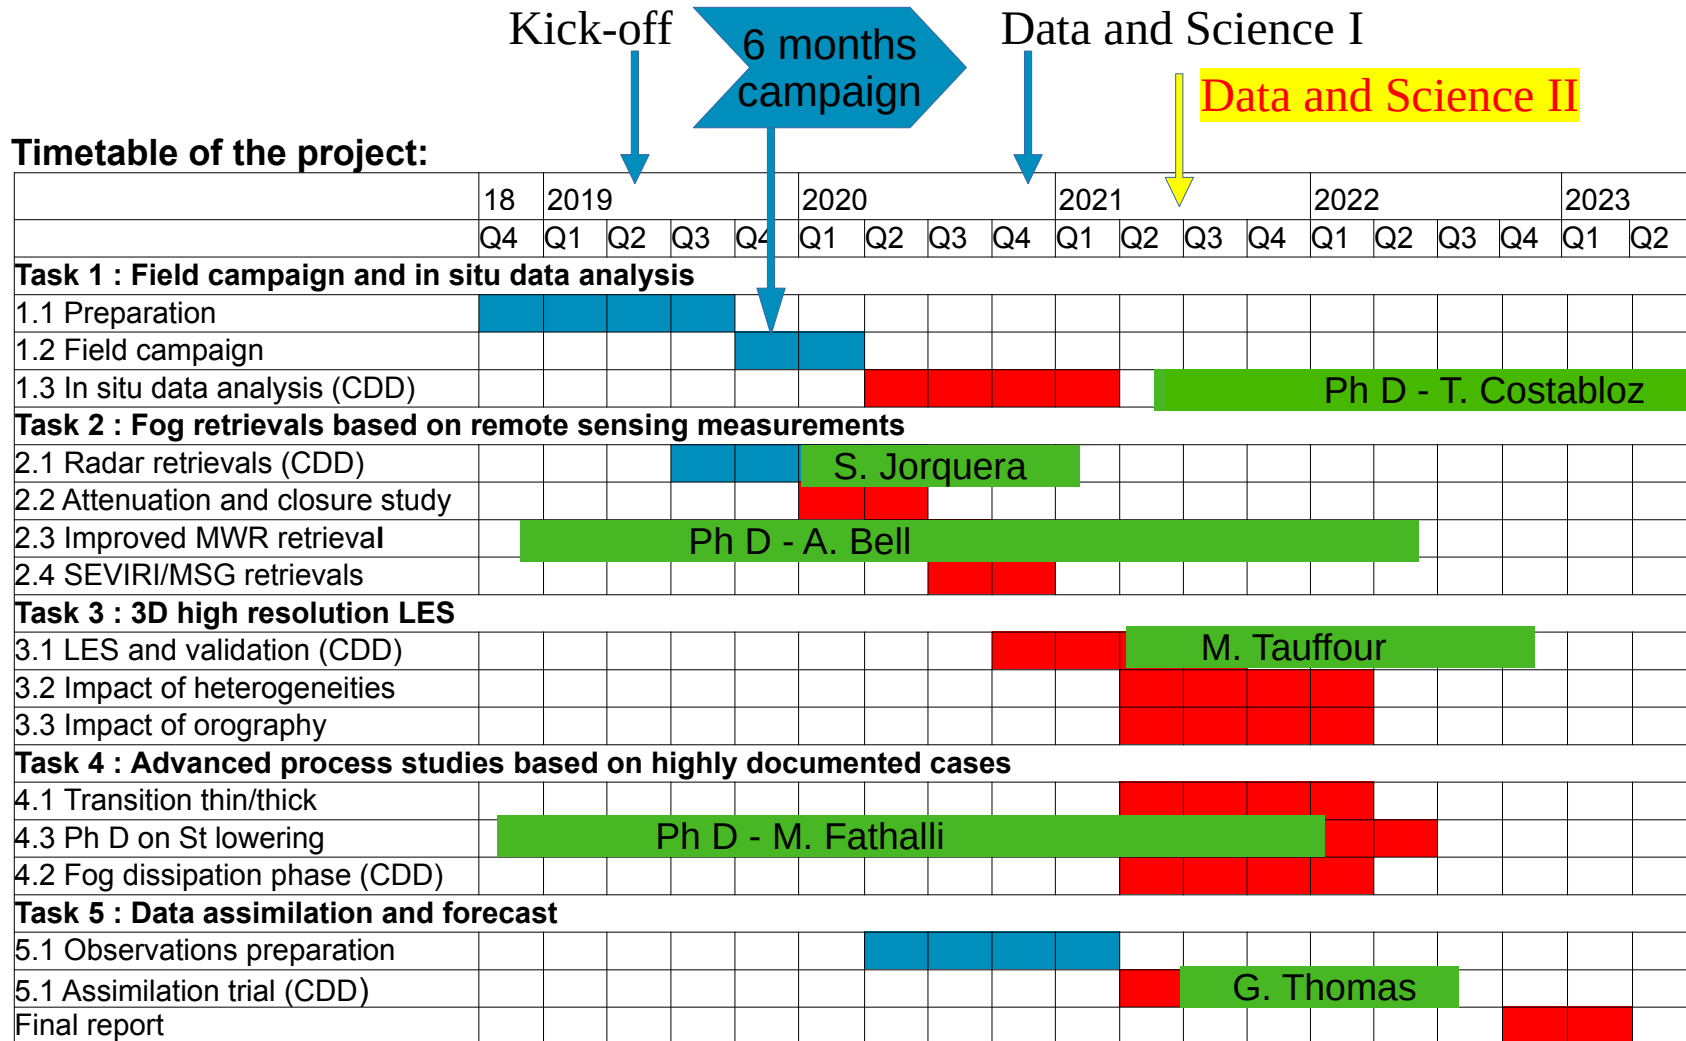 Kick-off
6 months
campaign
Data and Science I
Data and Science II
Timetable of the project:
18 2019 2020 2021 2022 2023
Q4 Q1 Q2 Q3 Q4 Q1 Q2 Q3 Q4 Q1 Q2 Q3 Q4 Q1 Q2 Q3 Q4 Q1 Q2
Task 1 : Field campaign and in situ data analysis
1.1 Preparation
1.2 Field campaign
1.3 In situ data analysis (CDD) Ph D - T. Costabloz
Task 2 : Fog retrievals based on remote sensing measurements
2.1 Radar retrievals (CDD) S. Jorquera
2.2 Attenuation and closure study
2.3 Improved MWR retrieval Ph D - A. Bell
2.4 SEVIRI/MSG retrievals
Task 3 : 3D high resolution LES
3.1 LES and validation (CDD) M. Tauffour
3.2 Impact of heterogeneities
3.3 Impact of orography
Task 4 : Advanced process studies based on highly documented cases
4.1 Transition thin/thick
4.3 Ph D on St lowering Ph D - M. Fathalli
4.2 Fog dissipation phase (CDD)
Task 5 : Data assimilation and forecast
5.1 Observations preparation
5.1 Assimilation trial (CDD) G. Thomas
Final report